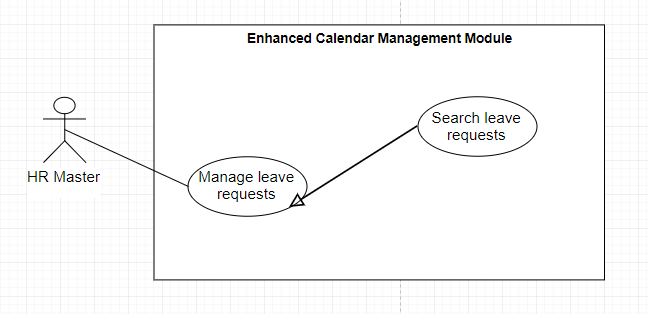 Enhanced Calendar Management Module
Search leave
requests
HR Master
Manage leave
requests